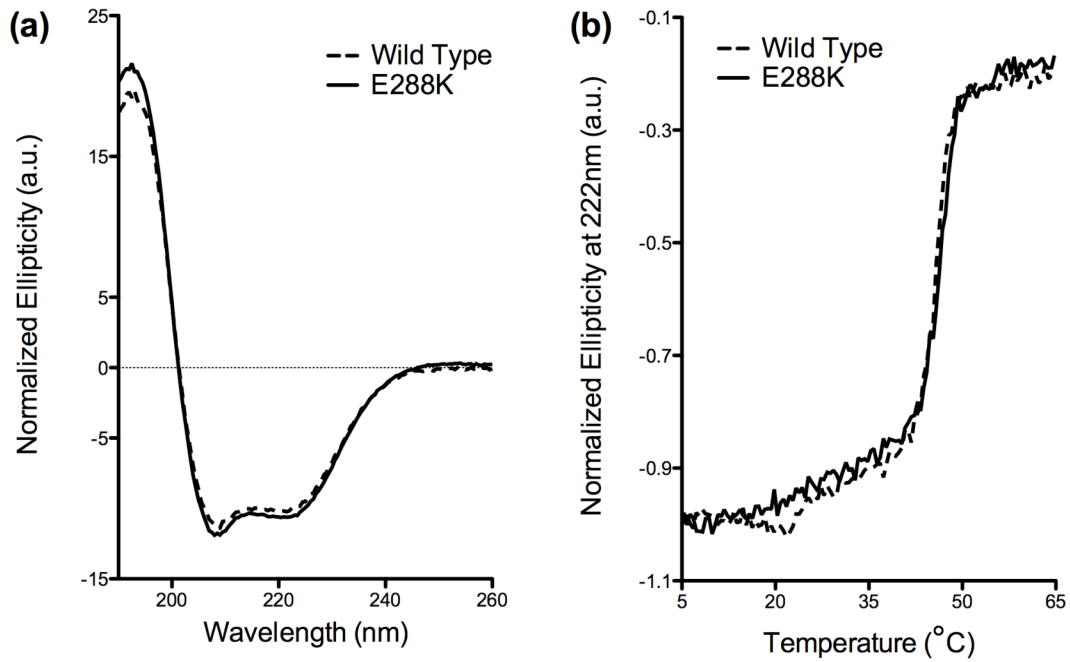 (a)
25
15
5
0
-5
-15
Normalized Ellipticity (a.u.)
Wild Type
E288K
200
220
240
260
Wavelength (nm)
(b)
-0.1
-0.3
-0.5
-0.7
-0.9
-1.1
Normalized Ellipticity at 222nm (a.u.)
Wild Type
E288K
5
20
35
50
65
Temperature (°C)